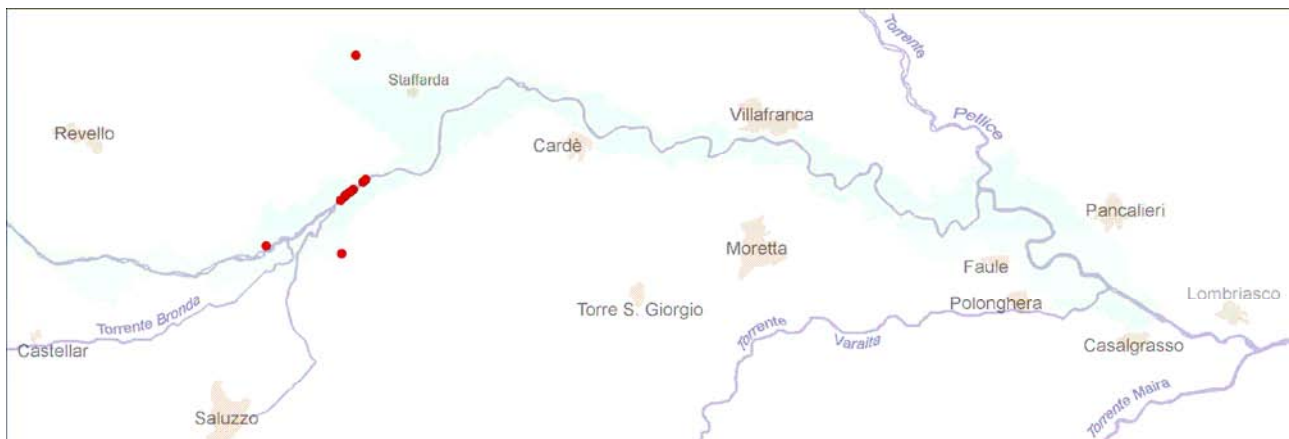 Torrente
Pellice
Staffarda
Revello
Villafranca
Cardè
Pancalieri
Moretta
Faule
Polonghera
Lombriasco
Torre S. Giorgio
Torrente Bronda
Torrente
Varaita
Castellar
Casalgrasso
Torrente Maira
Saluzzo